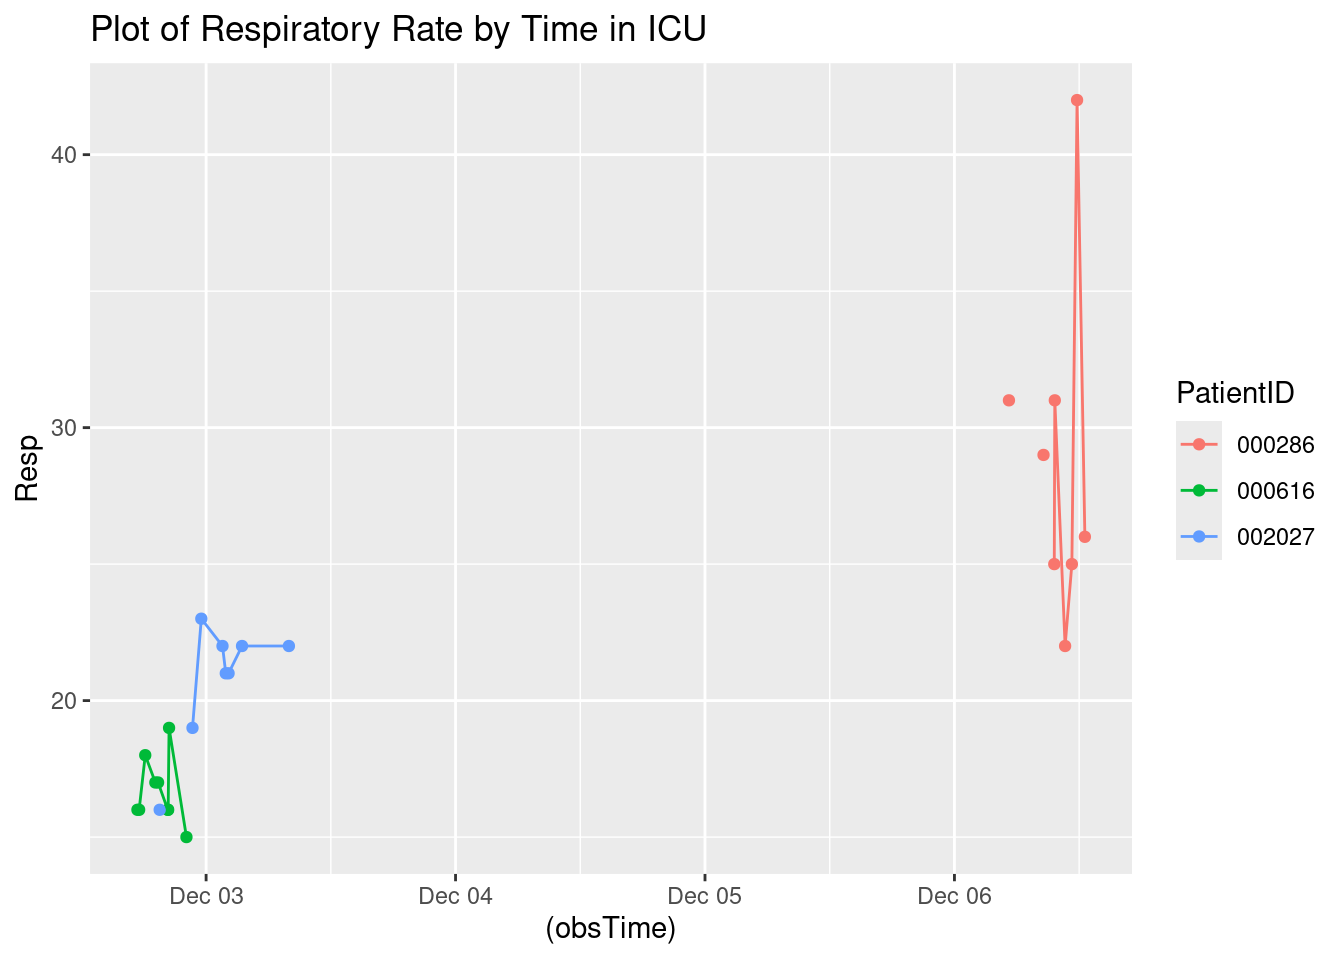 Plot of Respiratory Rate by Time in ICU
40
30
20
Resp
Dec 03
Dec 04
Dec 05
Dec 06
(obsTime)
PatientID
000286
000616
002027